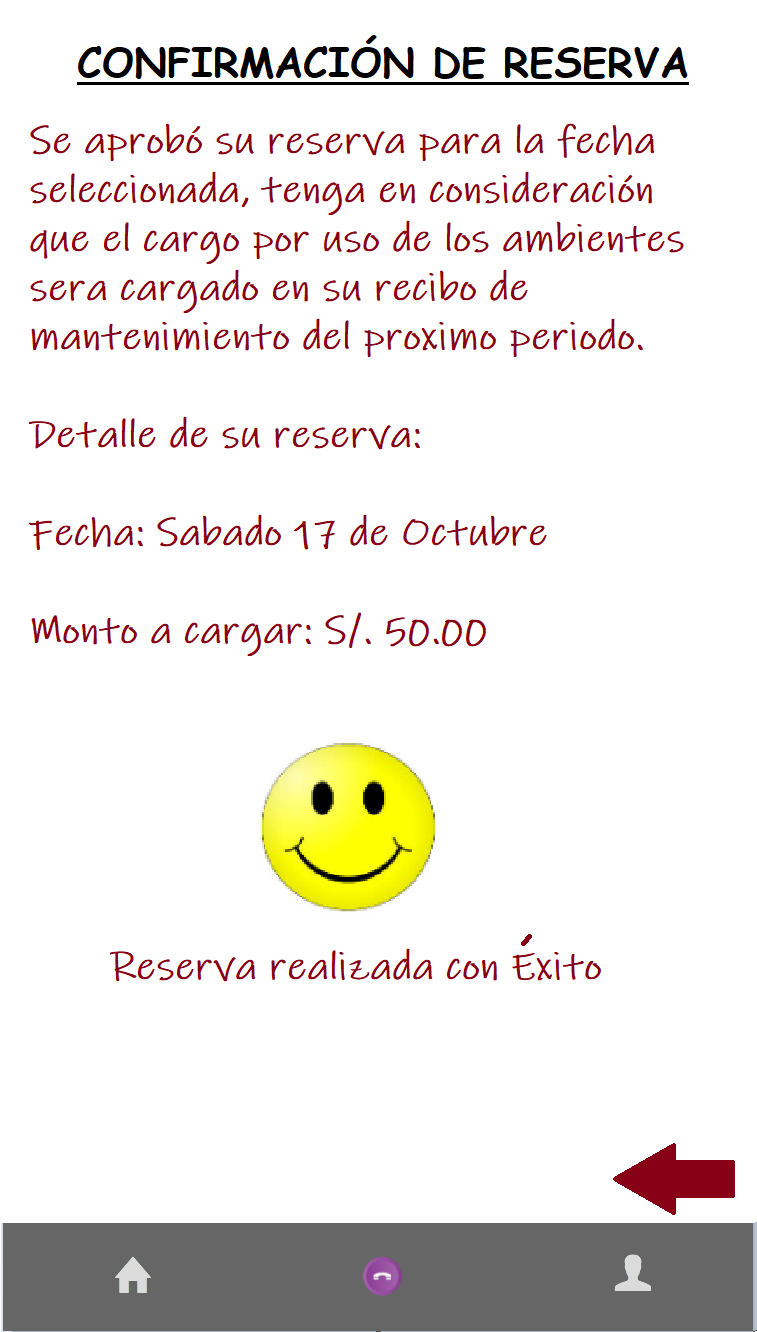 CONFIRMACIÓN DE RESERVA
Se aprobó su reserva para la fecha
seleccionada, tenga en consideración
que el cargo por uso de los ambientes
sera cargado en su recibo de
mantenimiento del proximo periodo.
Detalle de su reserva:
Fecha: Sabado 17 de Octubre
Monto a cargar: S/. 50.00
Reserva realizada con Éxito